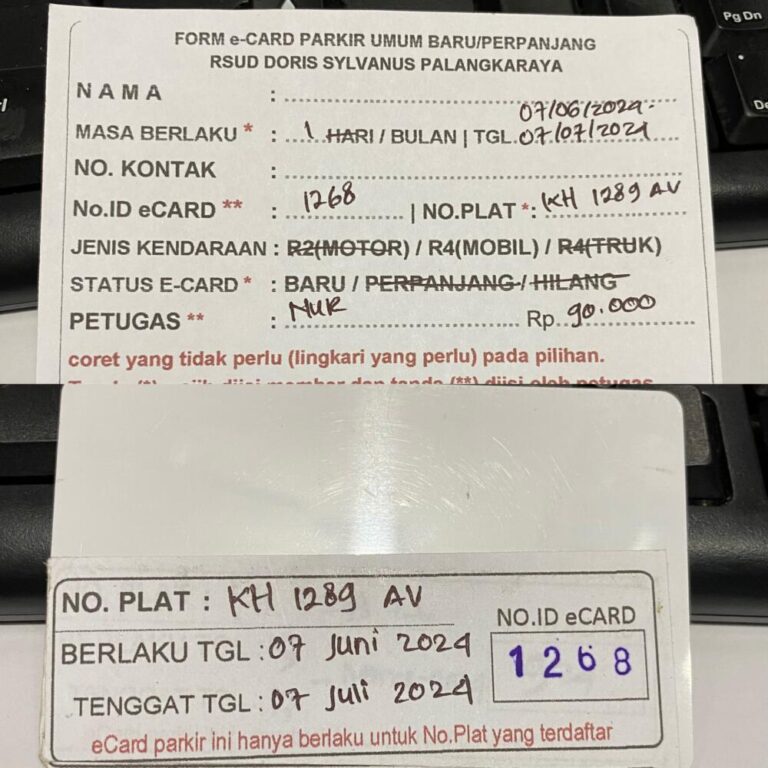 Pg Dn
FORM e-CARD PARKIR UMUM BARU/PERPANJANG
RSUD DORIS SYLVANUS PALANGKARAYA
NAMA :
07/06/2024.
MASA BERLAKU * : 1 HARI / BULAN | TGL. 07/07/2024
NO. KONTAK :
No.ID eCARD ** : 1268 | NO.PLAT *: KH 1289 AV
JENIS KENDARAAN : R2(MOTOR) / R4(MOBIL) / R4(TRUK)
STATUS E-CARD * : BARU / PERPANJANG / HILANG
PETUGAS ** : NUR Rp. 90.000
coret yang tidak perlu (lingkari yang perlu) pada pilihan.
NO. PLAT : KH 1289 AV
NO.ID eCARD
BERLAKU TGL : 07 Juni 2024
1268
TENGGAT TGL : 07 Juli 2024
eCard parkir ini hanya berlaku untuk No.Plat yang terdaftar